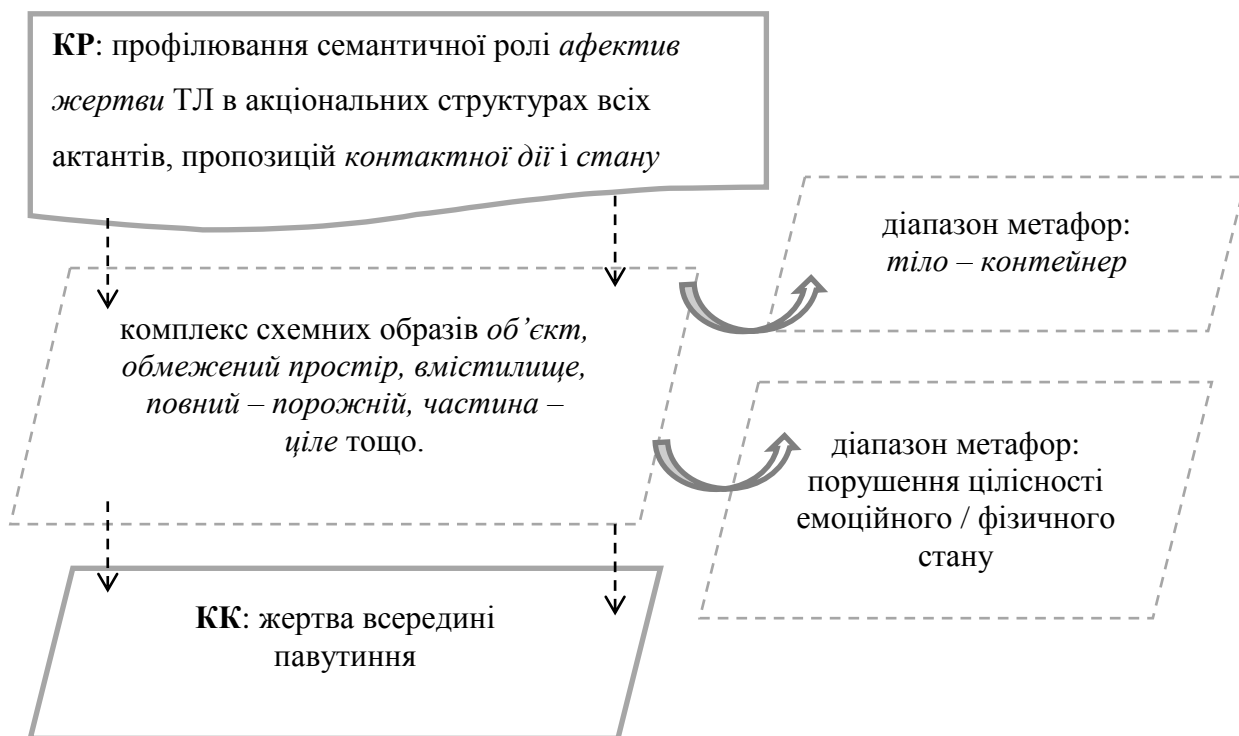 КР: профілювання семантичної ролі афектив
жертви ТЛ в акціональних структурах всіх
актантів, пропозицій контактної дії і стану
діапазон метафор:
тіло – контейнер
комплекс схемних образів об’єкт,
обмежений простір, вмістилище,
повний – порожній, частина –
ціле тощо.
діапазон метафор:
порушення цілісності
емоційного / фізичного
стану
КК: жертва всередині
павутиння